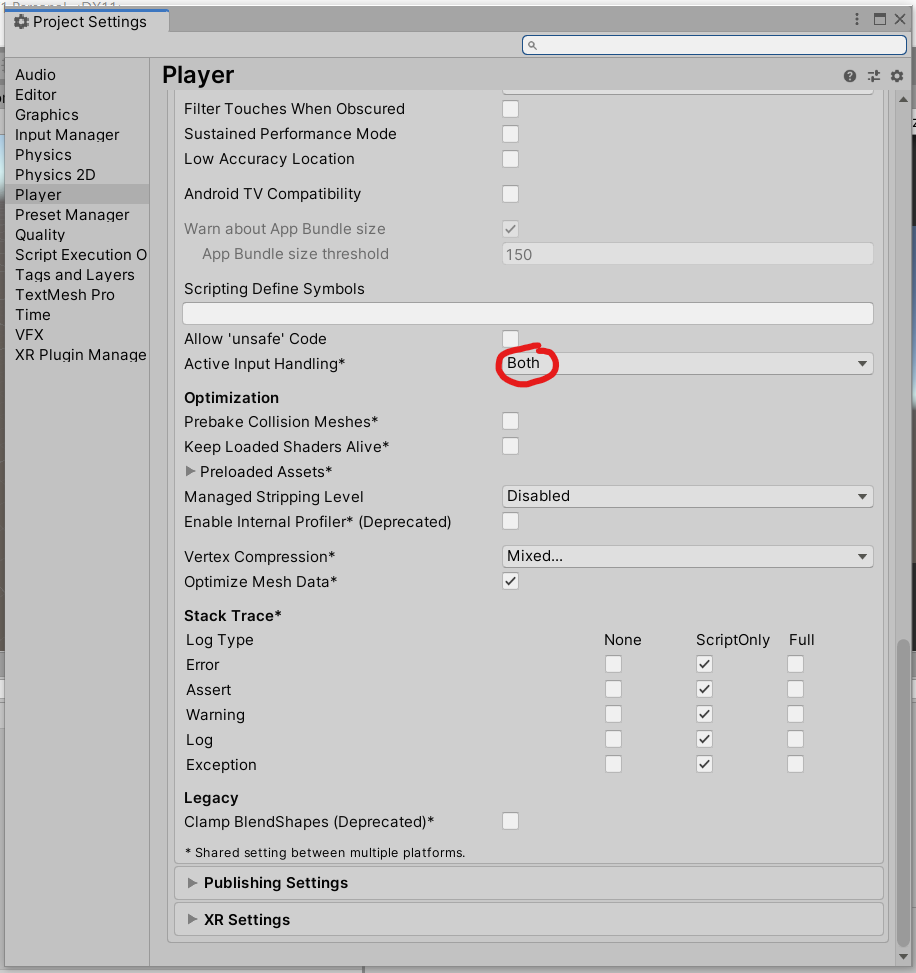 1 Personal <DX11>
Project Settings
Player
Audio
Editor
Graphics
Input Manager
Physics
Physics 2D
Player
Preset Manager
Quality
Script Execution O
Tags and Layers
TextMesh Pro
Time
VFX
XR Plugin Manage
Filter Touches When Obscured
Sustained Performance Mode
Low Accuracy Location
Android TV Compatibility
Warn about App Bundle size
App Bundle size threshold 150
Scripting Define Symbols
Allow 'unsafe' Code
Active Input Handling* Both
Optimization
Prebake Collision Meshes*
Keep Loaded Shaders Alive*
Preloaded Assets*
Managed Stripping Level Disabled
Enable Internal Profiler* (Deprecated)
Vertex Compression* Mixed...
Optimize Mesh Data*
Stack Trace*
Log Type None ScriptOnly Full
Error
Assert
Warning
Log
Exception
Legacy
Clamp BlendShapes (Deprecated)*
* Shared setting between multiple platforms.
Publishing Settings
XR Settings